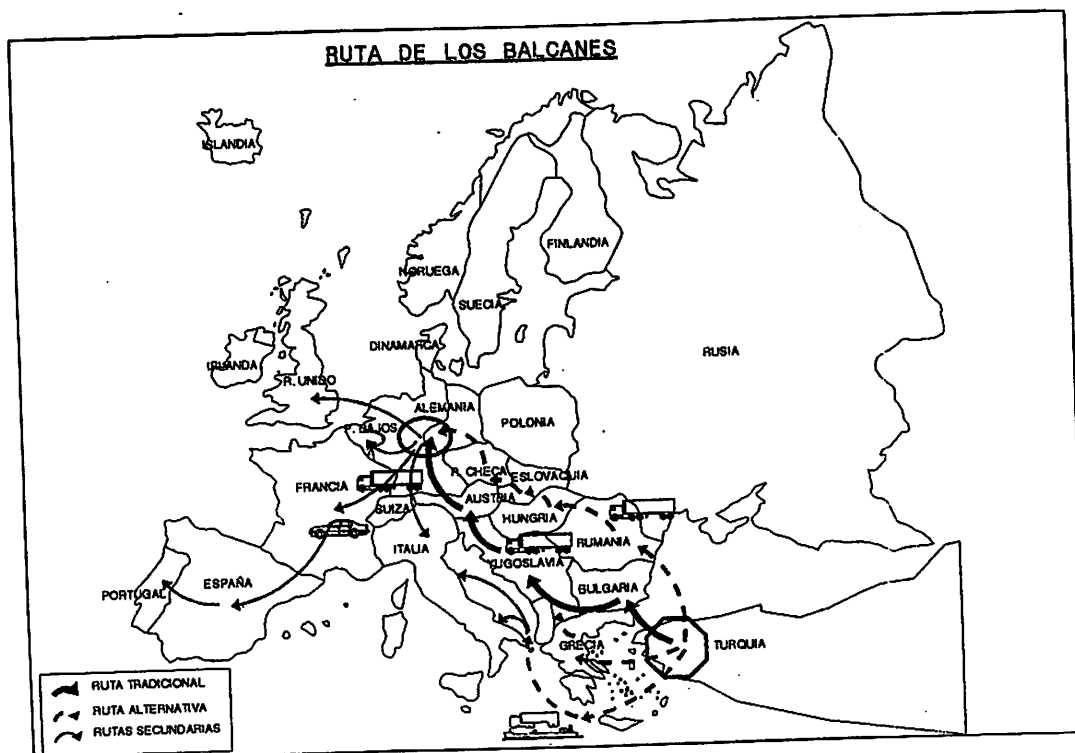 RUTA DE LOS BALCANES
ISLANDIA
FINLANDIA
NORUEGA
SUECIA
DINAMARCA
RUSIA
IRLANDA
R. UNIDO
ALEMANIA
P. BAJOS
POLONIA
R. CHECA
ESLOVAQUIA
FRANCIA
AUSTRIA
SUIZA
HUNGRIA
ITALIA
RUMANIA
YUGOSLAVIA
ESPAÑA
PORTUGAL
BULGARIA
GRECIA
TURQUIA
RUTA TRADICIONAL
RUTA ALTERNATIVA
RUTAS SECUNDARIAS